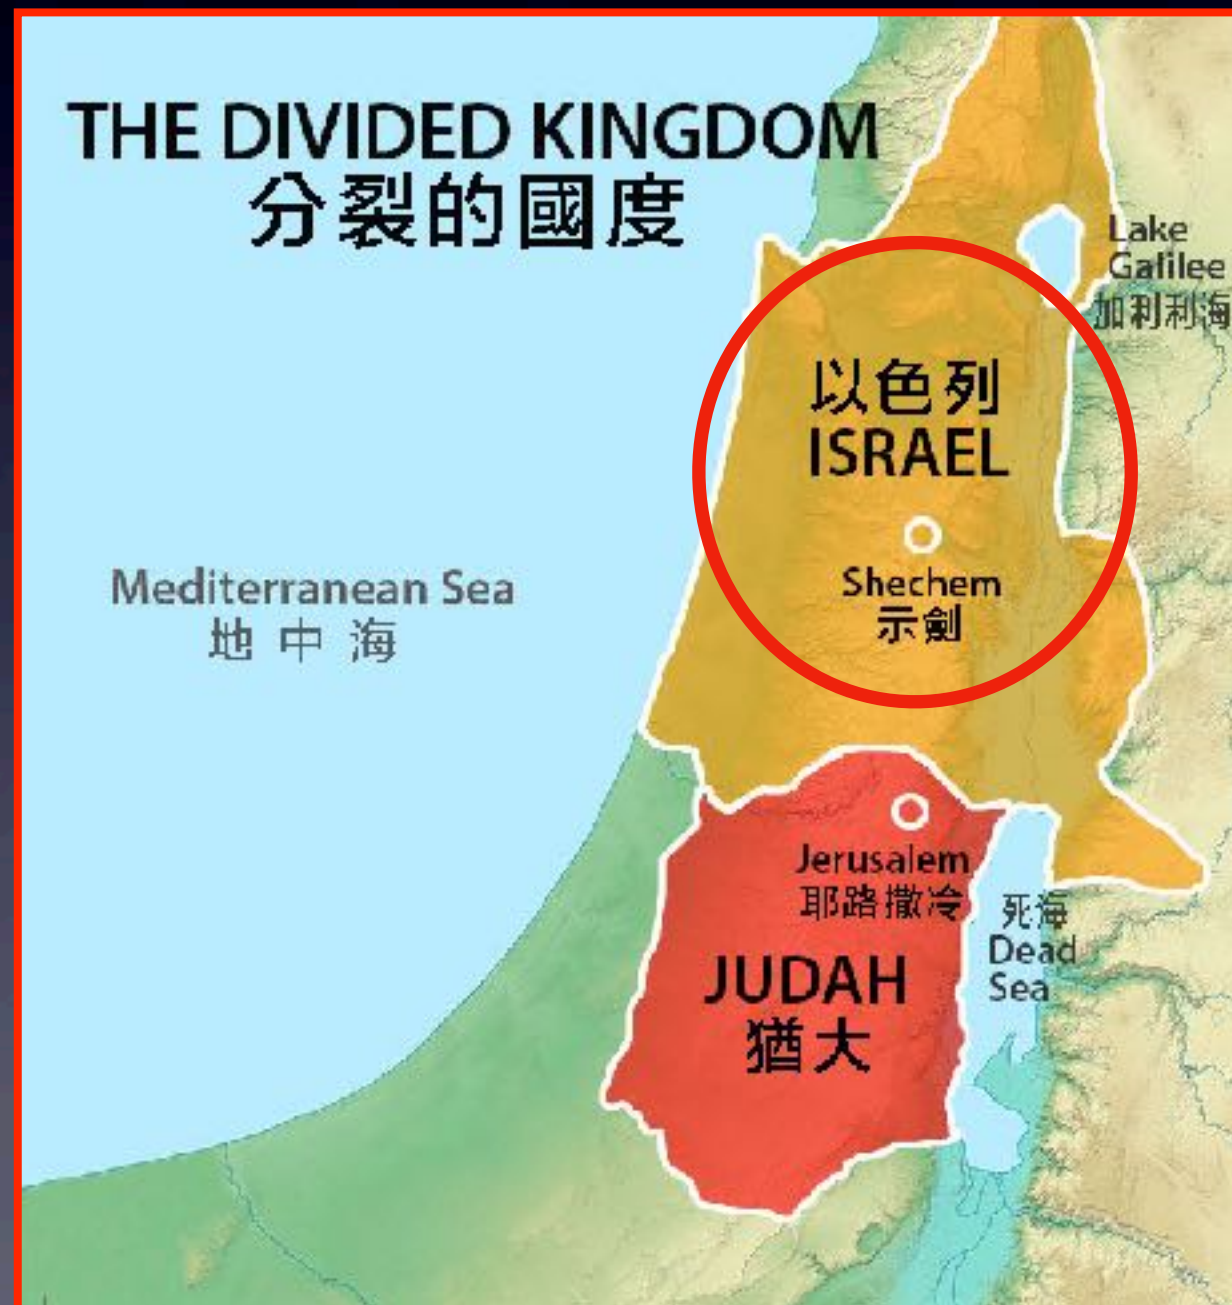 THE DIVIDED KINGDOM
分裂的國度
Lake
Galilee
加利利海
以色列
ISRAEL
Shechem
示劍
Mediterranean Sea
地中海
Jerusalem
耶路撒冷
死海
Dead
Sea
JUDAH
猶大